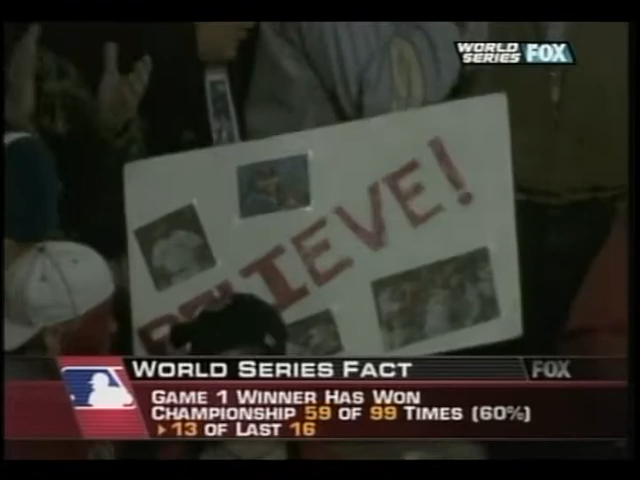 WORLD SERIES FOX
BELIEVE!
WORLD SERIES FACT FOX
GAME 1 WINNER HAS WON
CHAMPIONSHIP 59 OF 99 TIMES (60%)
▸ 13 OF LAST 16